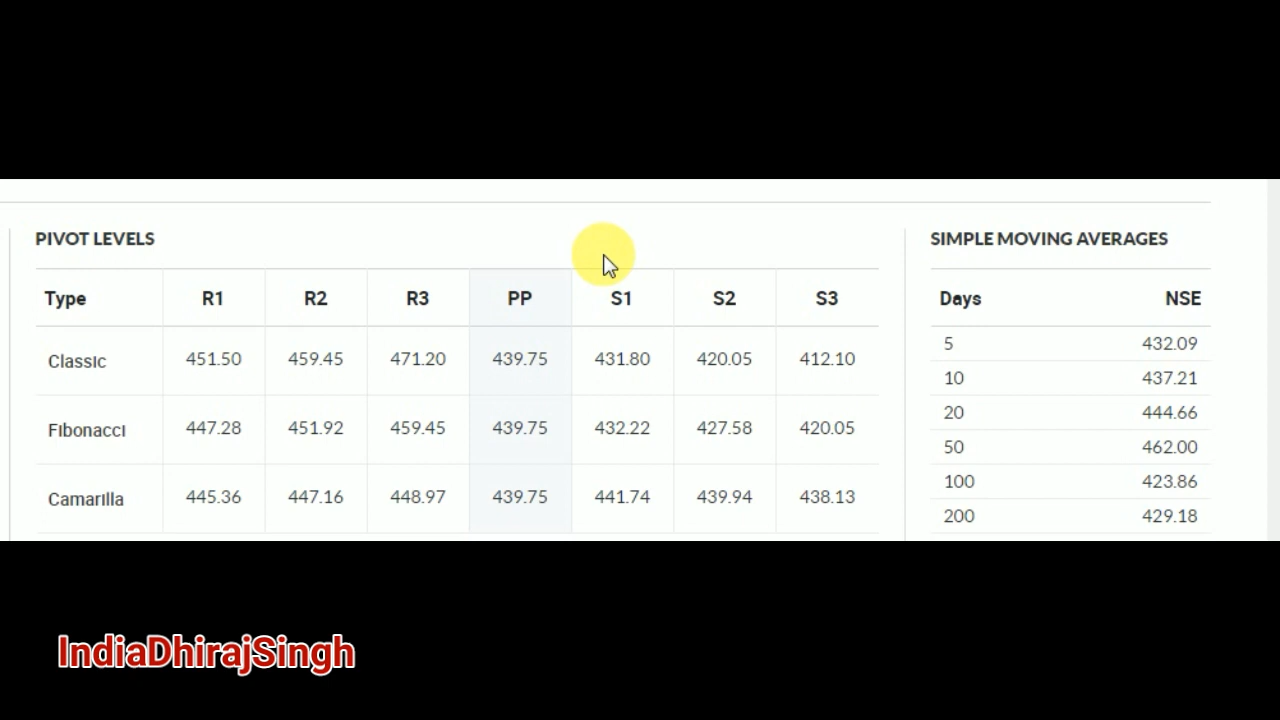 PIVOT LEVELS
Type R1 R2 R3 PP S1 S2 S3
Classic 451.50 459.45 471.20 439.75 431.80 420.05 412.10
Fibonacci 447.28 451.92 459.45 439.75 432.22 427.58 420.05
Camarilla 445.36 447.16 448.97 439.75 441.74 439.94 438.13
SIMPLE MOVING AVERAGES
Days NSE
5 432.09
10 437.21
20 444.66
50 462.00
100 423.86
200 429.18
IndiaDhirajSingh